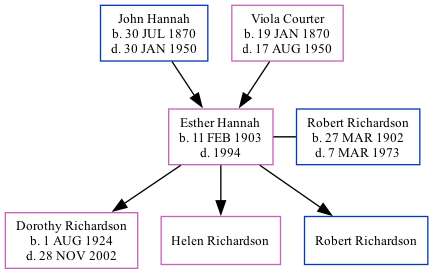 John Hannah
b. 30 JUL 1870
d. 30 JAN 1950
Viola Courter
b. 19 JAN 1870
d. 17 AUG 1950
Esther Hannah
b. 11 FEB 1903
d. 1994
Robert Richardson
b. 27 MAR 1902
d. 7 MAR 1973
Dorothy Richardson
b. 1 AUG 1924
d. 28 NOV 2002
Helen Richardson
Robert Richardson